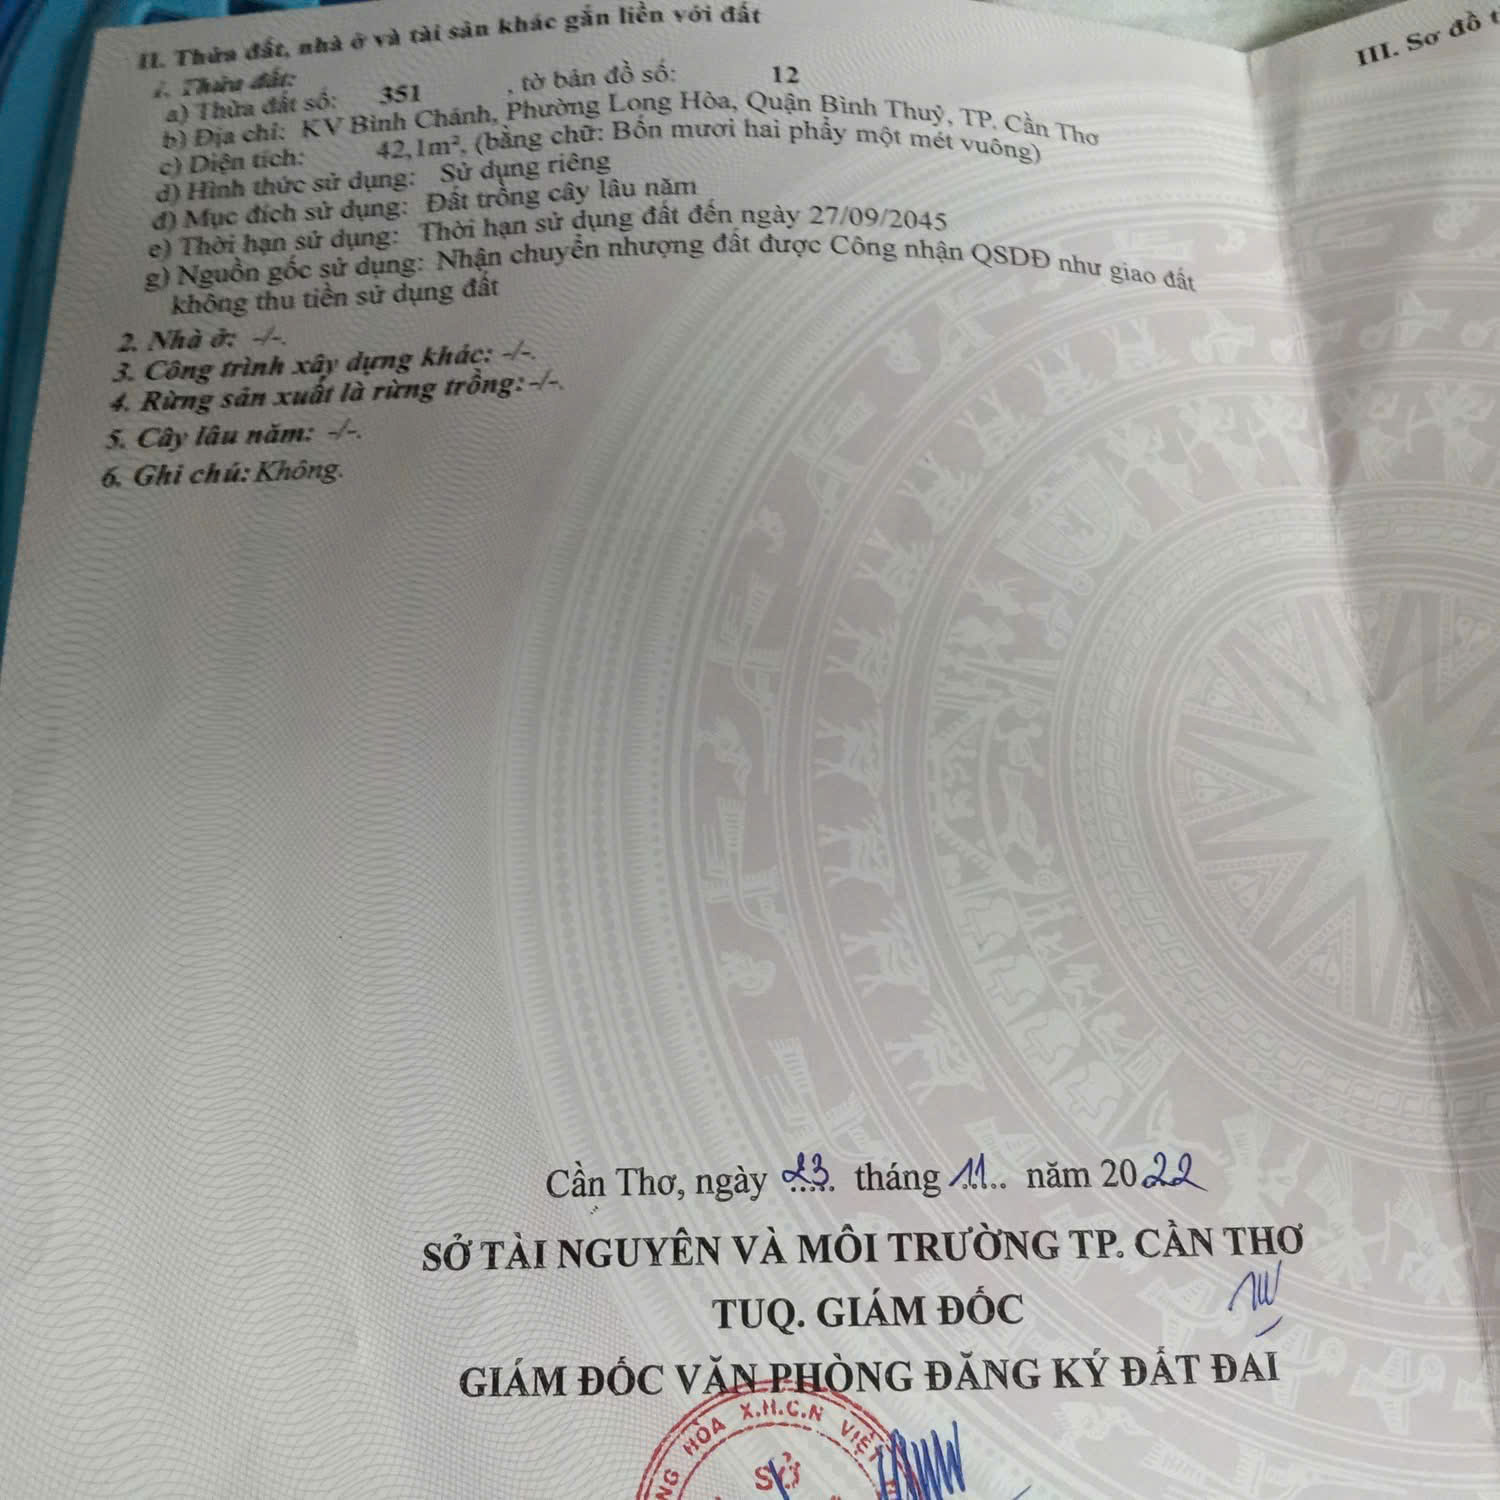 II. Thửa đất, nhà ở và tài sản khác gắn liền với đất
1. Thửa đất:
a) Thửa đất số: 351 , tờ bản đồ số: 12
b) Địa chỉ: KV Bình Chánh, Phường Long Hòa, Quận Bình Thuỷ, TP. Cần Thơ
c) Diện tích: 42,1m², (bằng chữ: Bốn mươi hai phẩy một mét vuông)
d) Hình thức sử dụng: Sử dụng riêng
đ) Mục đích sử dụng: Đất trồng cây lâu năm
e) Thời hạn sử dụng: Thời hạn sử dụng đất đến ngày 27/09/2045
g) Nguồn gốc sử dụng: Nhận chuyển nhượng đất được Công nhận QSDĐ như giao đất
không thu tiền sử dụng đất
2. Nhà ở: -/-.
3. Công trình xây dựng khác: -/-.
4. Rừng sản xuất là rừng trồng: -/-.
5. Cây lâu năm: -/-.
6. Ghi chú: Không.
III. Sơ đồ t
Cần Thơ, ngày 23 tháng 11 năm 2022
SỞ TÀI NGUYÊN VÀ MÔI TRƯỜNG TP. CẦN THƠ
TUQ. GIÁM ĐỐC
GIÁM ĐỐC VĂN PHÒNG ĐĂNG KÝ ĐẤT ĐAI
HÒA X.H.C.N VIỆT
SỞ